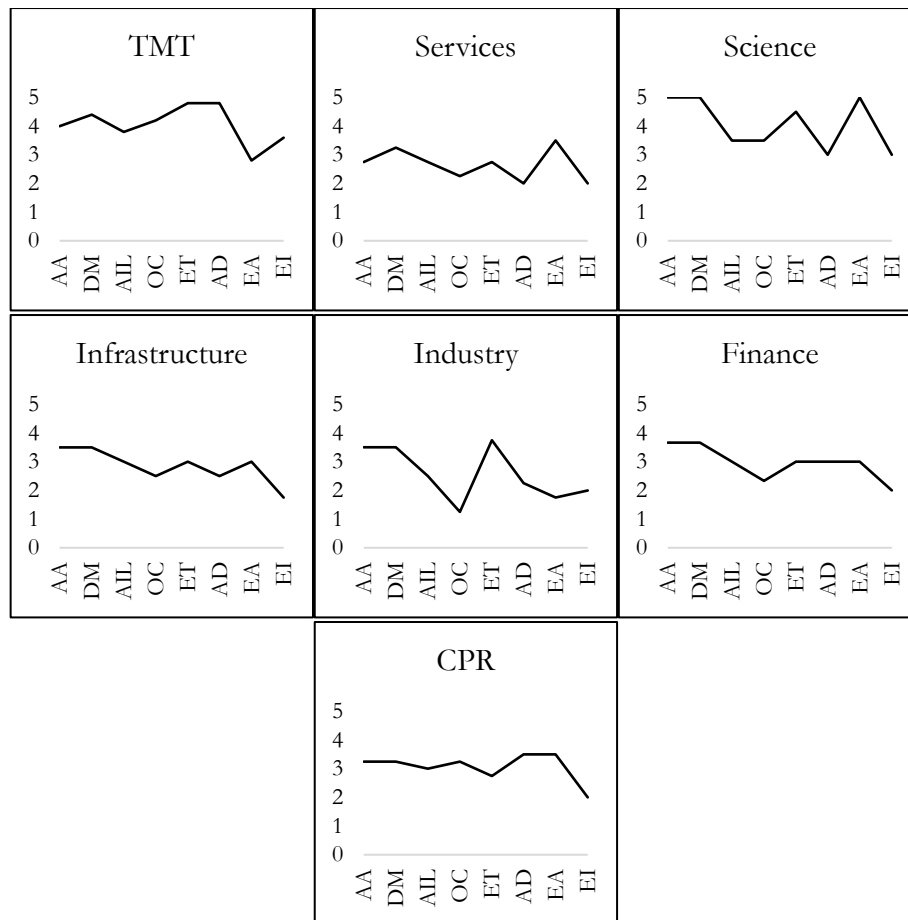 TMT
5
4
3
2
1
0
AA
DM
AIL
OC
ET
AD
EA
EI
Services
5
4
3
2
1
0
AA
DM
AIL
OC
ET
AD
EA
EI
Science
5
4
3
2
1
0
AA
DM
AIL
OC
ET
AD
EA
EI
Infrastructure
5
4
3
2
1
0
AA
DM
AIL
OC
ET
AD
EA
EI
Industry
5
4
3
2
1
0
AA
DM
AIL
OC
ET
AD
EA
EI
Finance
5
4
3
2
1
0
AA
DM
AIL
OC
ET
AD
EA
EI
CPR
5
4
3
2
1
0
AA
DM
AIL
OC
ET
AD
EA
EI